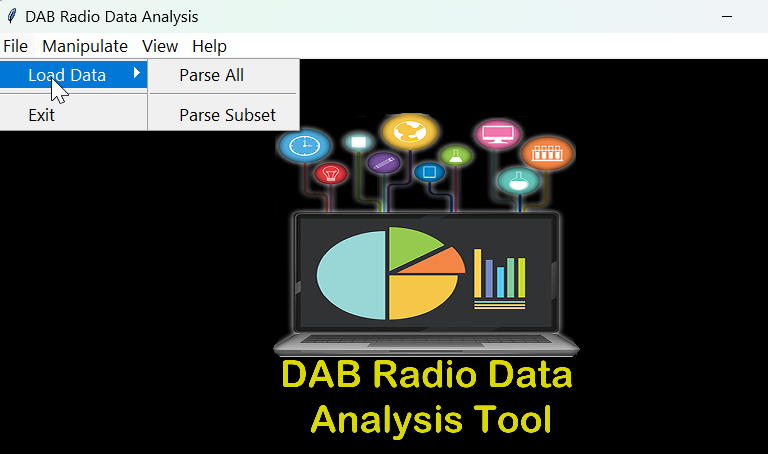 DAB Radio Data Analysis
File Manipulate View Help
Load Data Parse All
Exit Parse Subset
DAB Radio Data
Analysis Tool